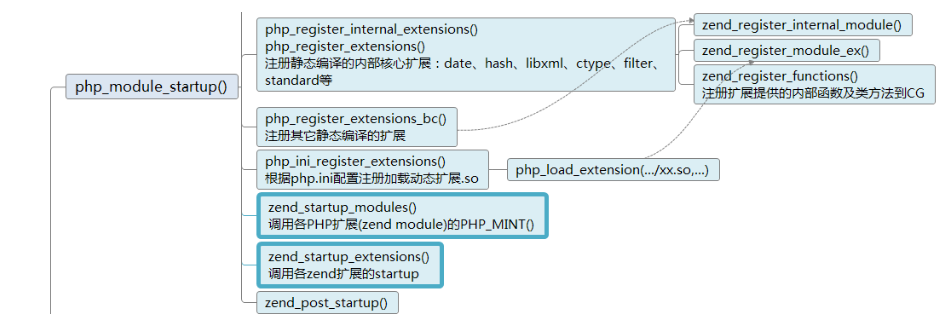 php_module_startup()
php_register_internal_extensions()
php_register_extensions()
注册静态编译的内部核心扩展：date、hash、libxml、ctype、filter、
standard等
zend_register_internal_module()
zend_register_module_ex()
zend_register_functions()
注册扩展提供的内部函数及类方法到CG
php_register_extensions_bc()
注册其它静态编译的扩展
php_ini_register_extensions()
根据php.ini配置注册加载动态扩展.so
php_load_extension(.../xx.so,...)
zend_startup_modules()
调用各PHP扩展(zend module)的PHP_MINT()
zend_startup_extensions()
调用各zend扩展的startup
zend_post_startup()